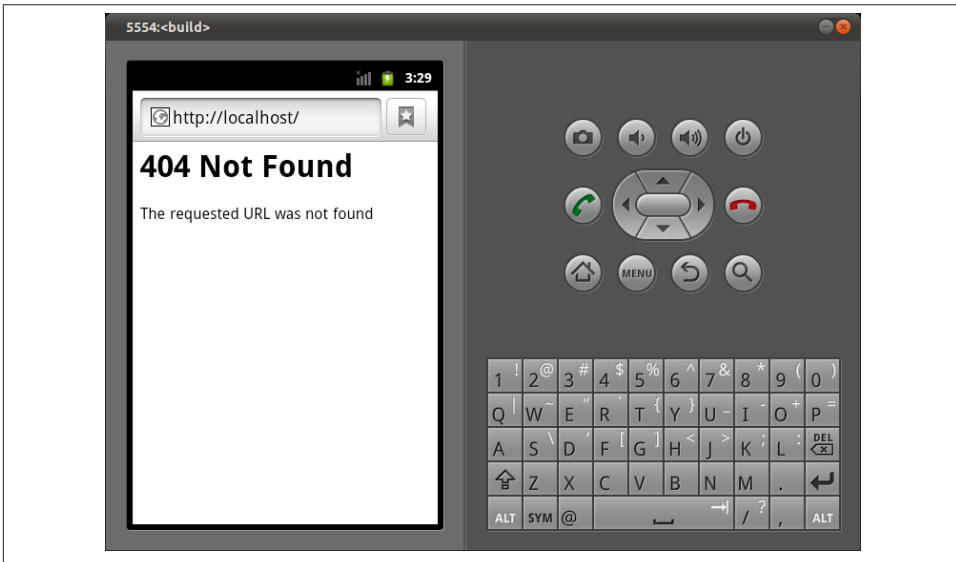 5554:<build>
3:29
http://localhost/
404 Not Found
The requested URL was not found
MENU
1 ! 2 @ 3 # 4 $ 5 % 6 ^ 7 & 8 * 9 ( 0 )
Q | W ~ E " R ` T { Y } U _ I - O + P =
A S \ D ' F [ G ] H < J > K ; L : DEL
Z X C V B N M .
ALT SYM @ / ? , ALT